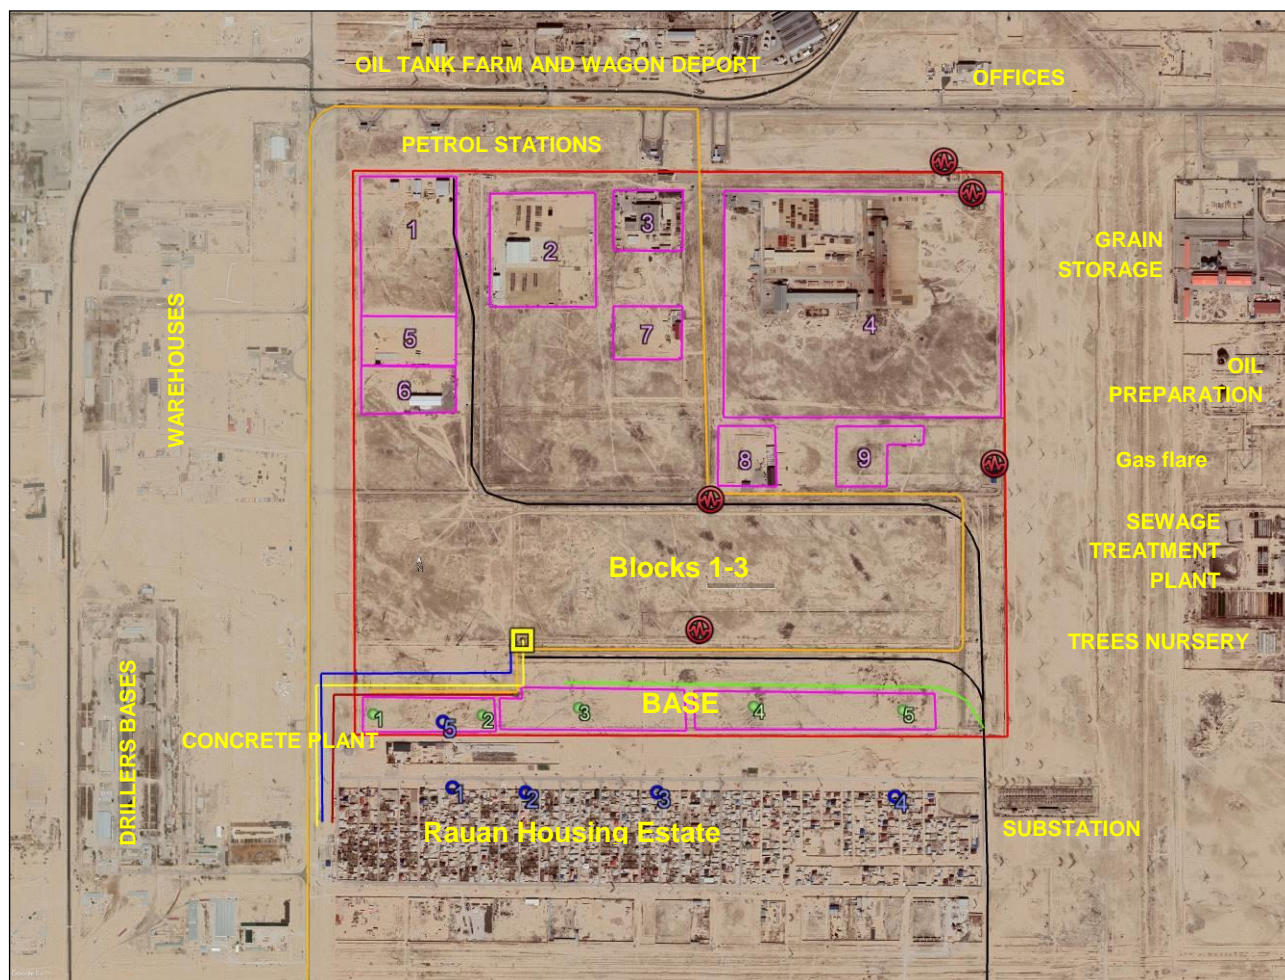 OIL TANK FARM AND WAGON DEPORT
OFFICES
PETROL STATIONS
1
2
3
GRAIN
STORAGE
WAREHOUSES
4
5
7
6
OIL
PREPARATION
8
9
Gas flare
SEWAGE
TREATMENT
PLANT
Blocks 1-3
TREES NURSERY
DRILLERS BASES
BASE
1
5
2
3
4
5
CONCRETE PLANT
1
2
3
4
Rauan Housing Estate
SUBSTATION